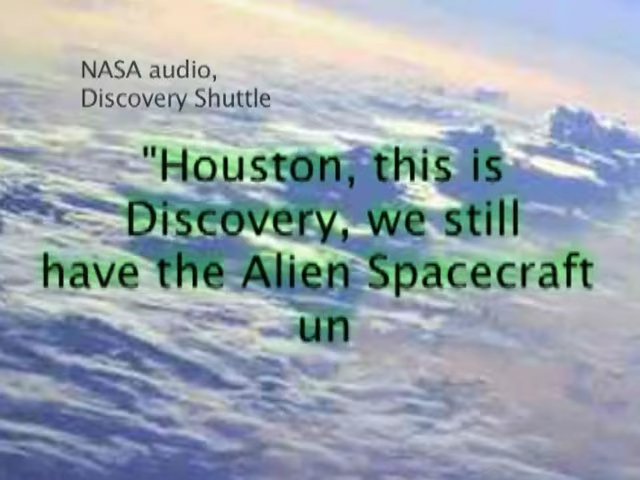 NASA audio,
Discovery Shuttle
"Houston, this is
Discovery, we still
have the Alien Spacecraft
un